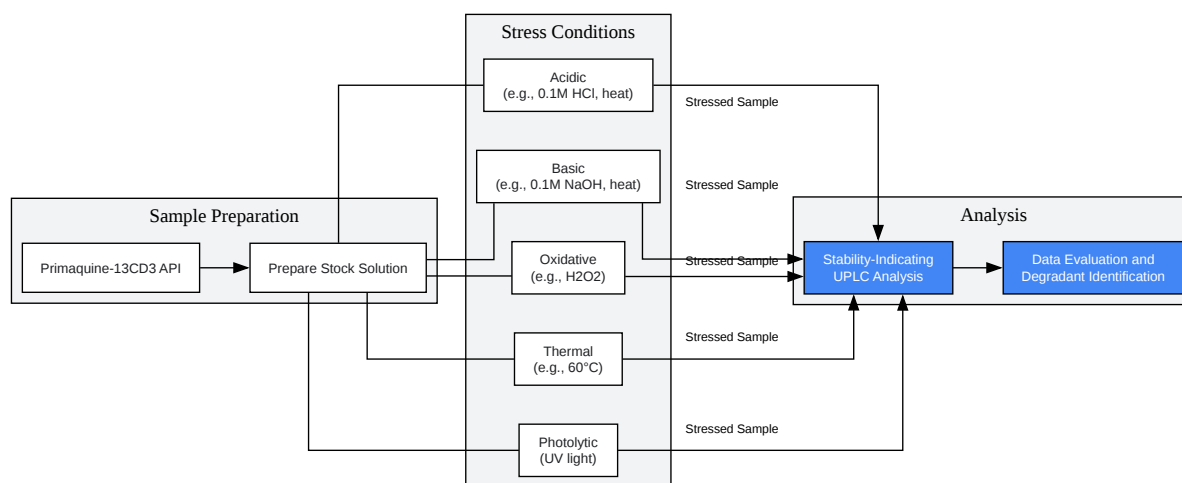 Stress Conditions
Acidic
(e.g., 0.1M HCl, heat)
Stressed Sample
Basic
(e.g., 0.1M NaOH, heat)
Stressed Sample
Sample Preparation
Primaquine-13CD3 API
Prepare Stock Solution
Oxidative
(e.g., H2O2)
Stressed Sample
Analysis
Stability-Indicating
UPLC Analysis
Data Evaluation and
Degradant Identification
Thermal
(e.g., 60°C)
Stressed Sample
Photolytic
(UV light)
Stressed Sample